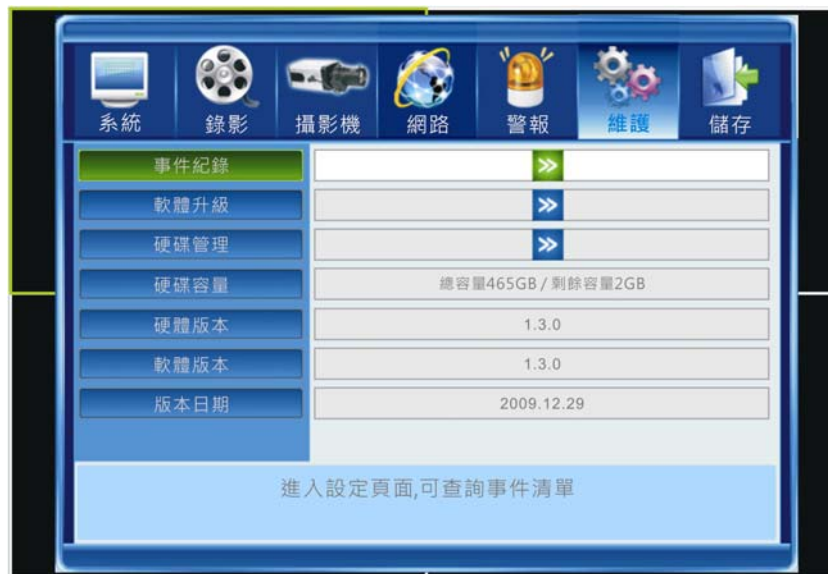 系統 錄影 攝影機 網路 警報 維護 儲存
事件紀錄
軟體升級
硬碟管理
硬碟容量 總容量465GB / 剩餘容量2GB
硬體版本 1.3.0
軟體版本 1.3.0
版本日期 2009.12.29
進入設定頁面,可查詢事件清單